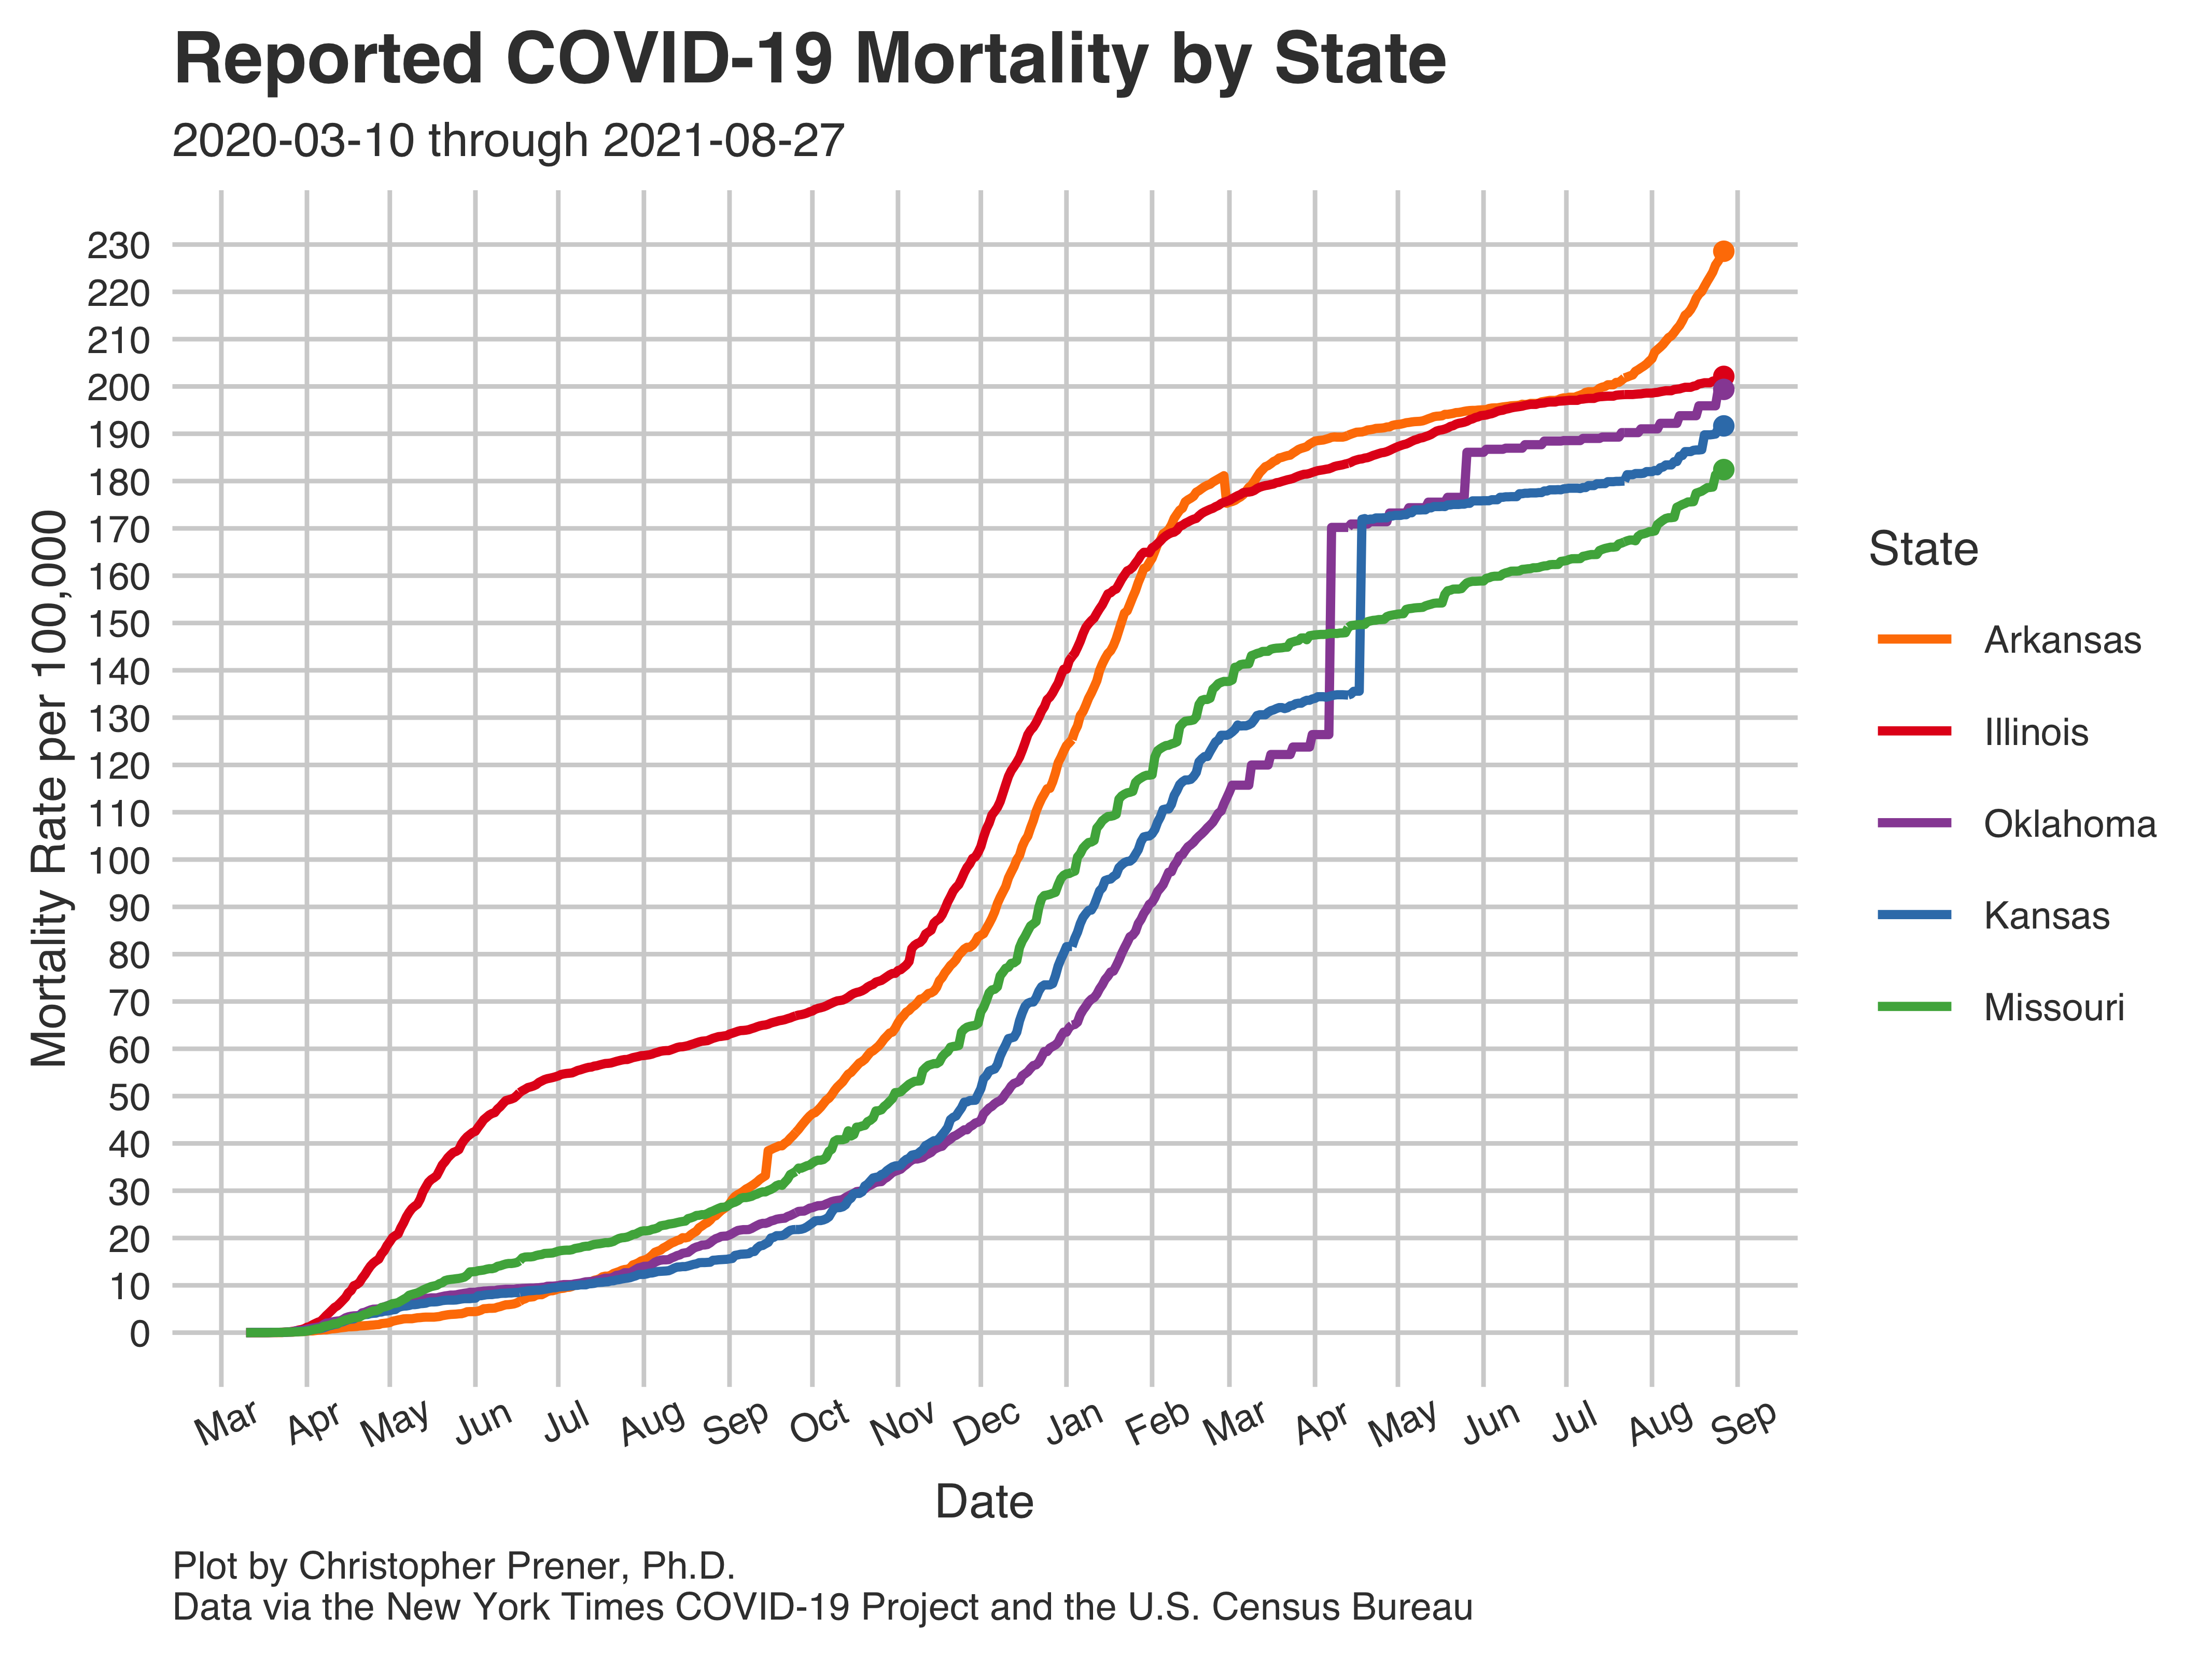 Reported COVID-19 Mortality by State
2020-03-10 through 2021-08-27
Mortality Rate per 100,000
230
220
210
200
190
180
170
160
150
140
130
120
110
100
90
80
70
60
50
40
30
20
10
0
Mar Apr May Jun Jul Aug Sep Oct Nov Dec Jan Feb Mar Apr May Jun Jul Aug Sep
Date
State
Arkansas
Illinois
Oklahoma
Kansas
Missouri
Plot by Christopher Prener, Ph.D.
Data via the New York Times COVID-19 Project and the U.S. Census Bureau